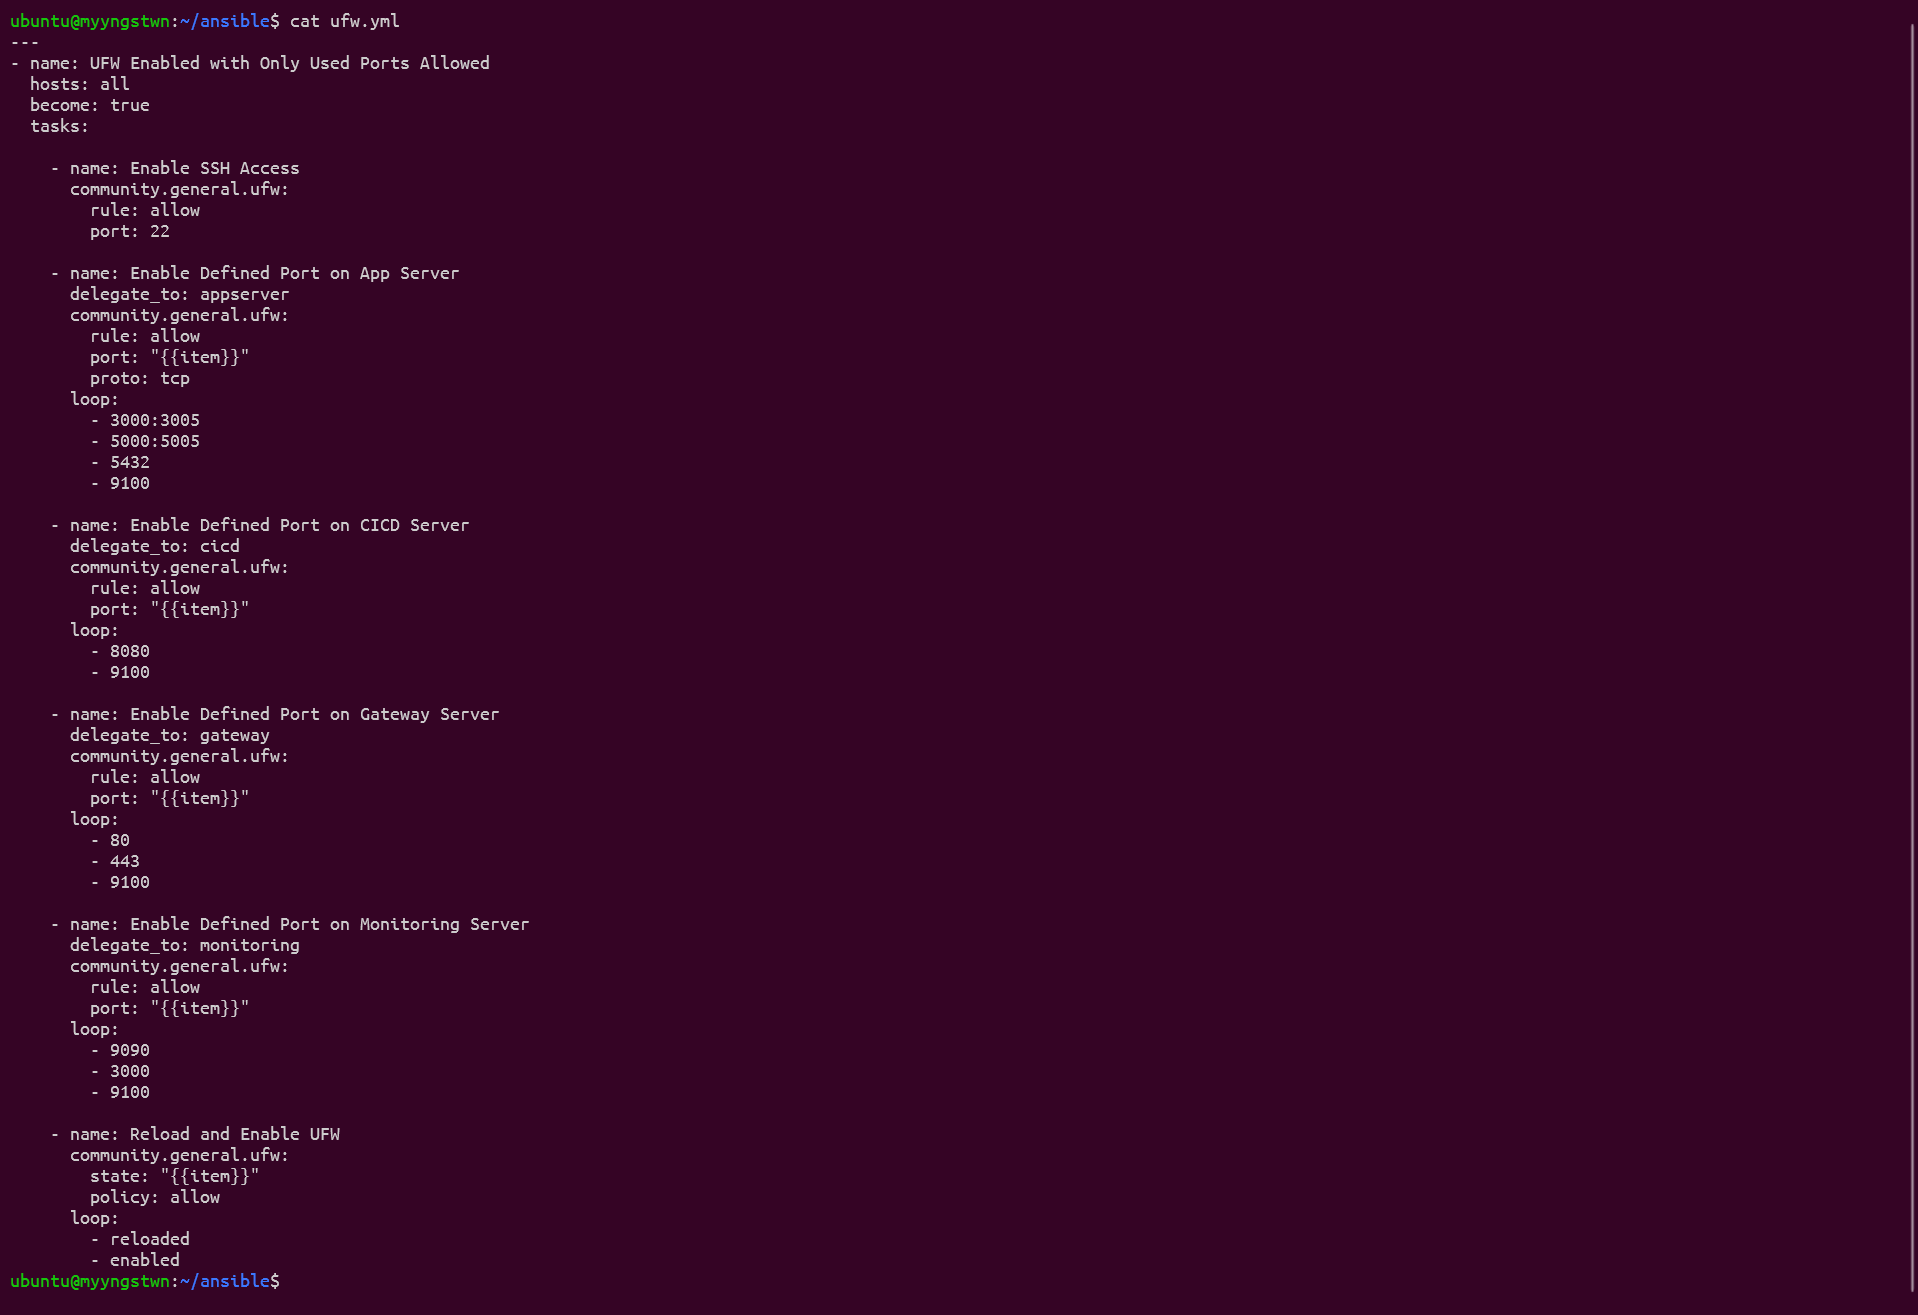 ubuntu@myyngstwn:~/ansible$ cat ufw.yml
---
- name: UFW Enabled with Only Used Ports Allowed
  hosts: all
  become: true
  tasks:

    - name: Enable SSH Access
      community.general.ufw:
        rule: allow
        port: 22

    - name: Enable Defined Port on App Server
      delegate_to: appserver
      community.general.ufw:
        rule: allow
        port: "{{item}}"
        proto: tcp
      loop:
        - 3000:3005
        - 5000:5005
        - 5432
        - 9100

    - name: Enable Defined Port on CICD Server
      delegate_to: cicd
      community.general.ufw:
        rule: allow
        port: "{{item}}"
      loop:
        - 8080
        - 9100

    - name: Enable Defined Port on Gateway Server
      delegate_to: gateway
      community.general.ufw:
        rule: allow
        port: "{{item}}"
      loop:
        - 80
        - 443
        - 9100

    - name: Enable Defined Port on Monitoring Server
      delegate_to: monitoring
      community.general.ufw:
        rule: allow
        port: "{{item}}"
      loop:
        - 9090
        - 3000
        - 9100

    - name: Reload and Enable UFW
      community.general.ufw:
        state: "{{item}}"
        policy: allow
      loop:
        - reloaded
        - enabled
ubuntu@myyngstwn:~/ansible$